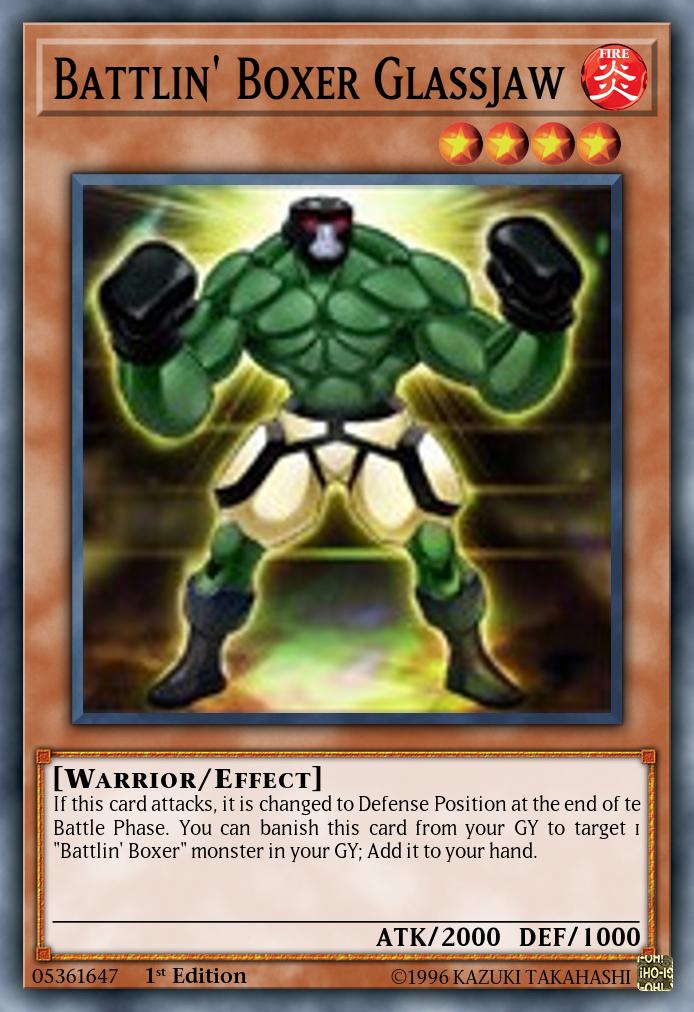 BATTLIN' BOXER GLASSJAW
FIRE
炎
[WARRIOR/EFFECT]
If this card attacks, it is changed to Defense Position at the end of te
Battle Phase. You can banish this card from your GY to target 1
"Battlin' Boxer" monster in your GY; Add it to your hand.
ATK/2000 DEF/1000
05361647 1st Edition ©1996 KAZUKI TAKAHASHI